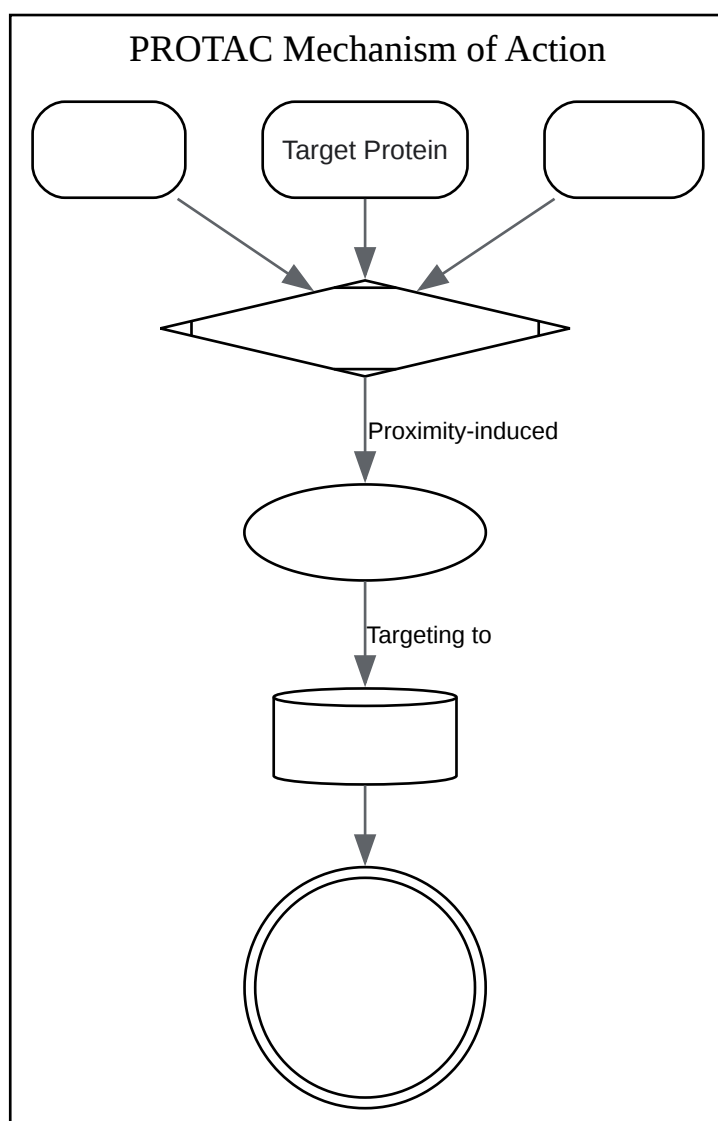 PROTAC Mechanism of Action
Target Protein
Proximity-induced
Targeting to